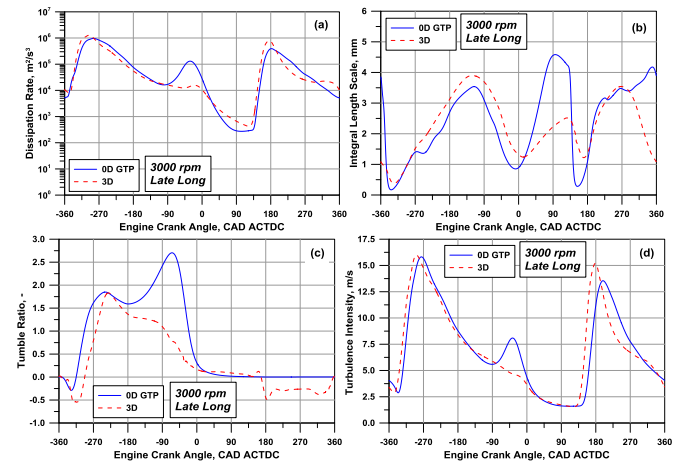 (a)
Dissipation Rate, m²/s³
10⁷
10⁶
10⁵
10⁴
10³
10²
10¹
10⁰
0D GTP
3D
3000 rpm
Late Long
-360 -270 -180 -90 0 90 180 270 360
Engine Crank Angle, CAD ACTDC
(b)
Integral Length Scale, mm
6
5
4
3
2
1
0
0D GTP
3D
3000 rpm
Late Long
-360 -270 -180 -90 0 90 180 270 360
Engine Crank Angle, CAD ACTDC
(c)
Tumble Ratio, -
3.0
2.5
2.0
1.5
1.0
0.5
0.0
-0.5
-1.0
0D GTP
3D
3000 rpm
Late Long
-360 -270 -180 -90 0 90 180 270 360
Engine Crank Angle, CAD ACTDC
(d)
Turbulence Intensity, m/s
17.5
15.0
12.5
10.0
7.5
5.0
2.5
0.0
0D GTP
3D
3000 rpm
Late Long
-360 -270 -180 -90 0 90 180 270 360
Engine Crank Angle, CAD ACTDC